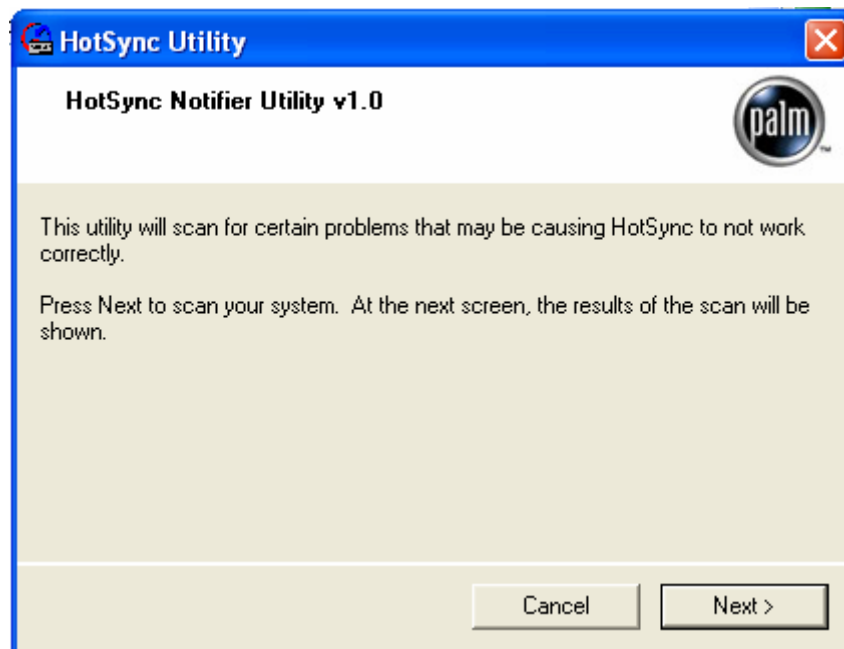 HotSync Utility
HotSync Notifier Utility v1.0
palm
™
This utility will scan for certain problems that may be causing HotSync to not work
correctly.
Press Next to scan your system.  At the next screen, the results of the scan will be
shown.
Cancel
Next >